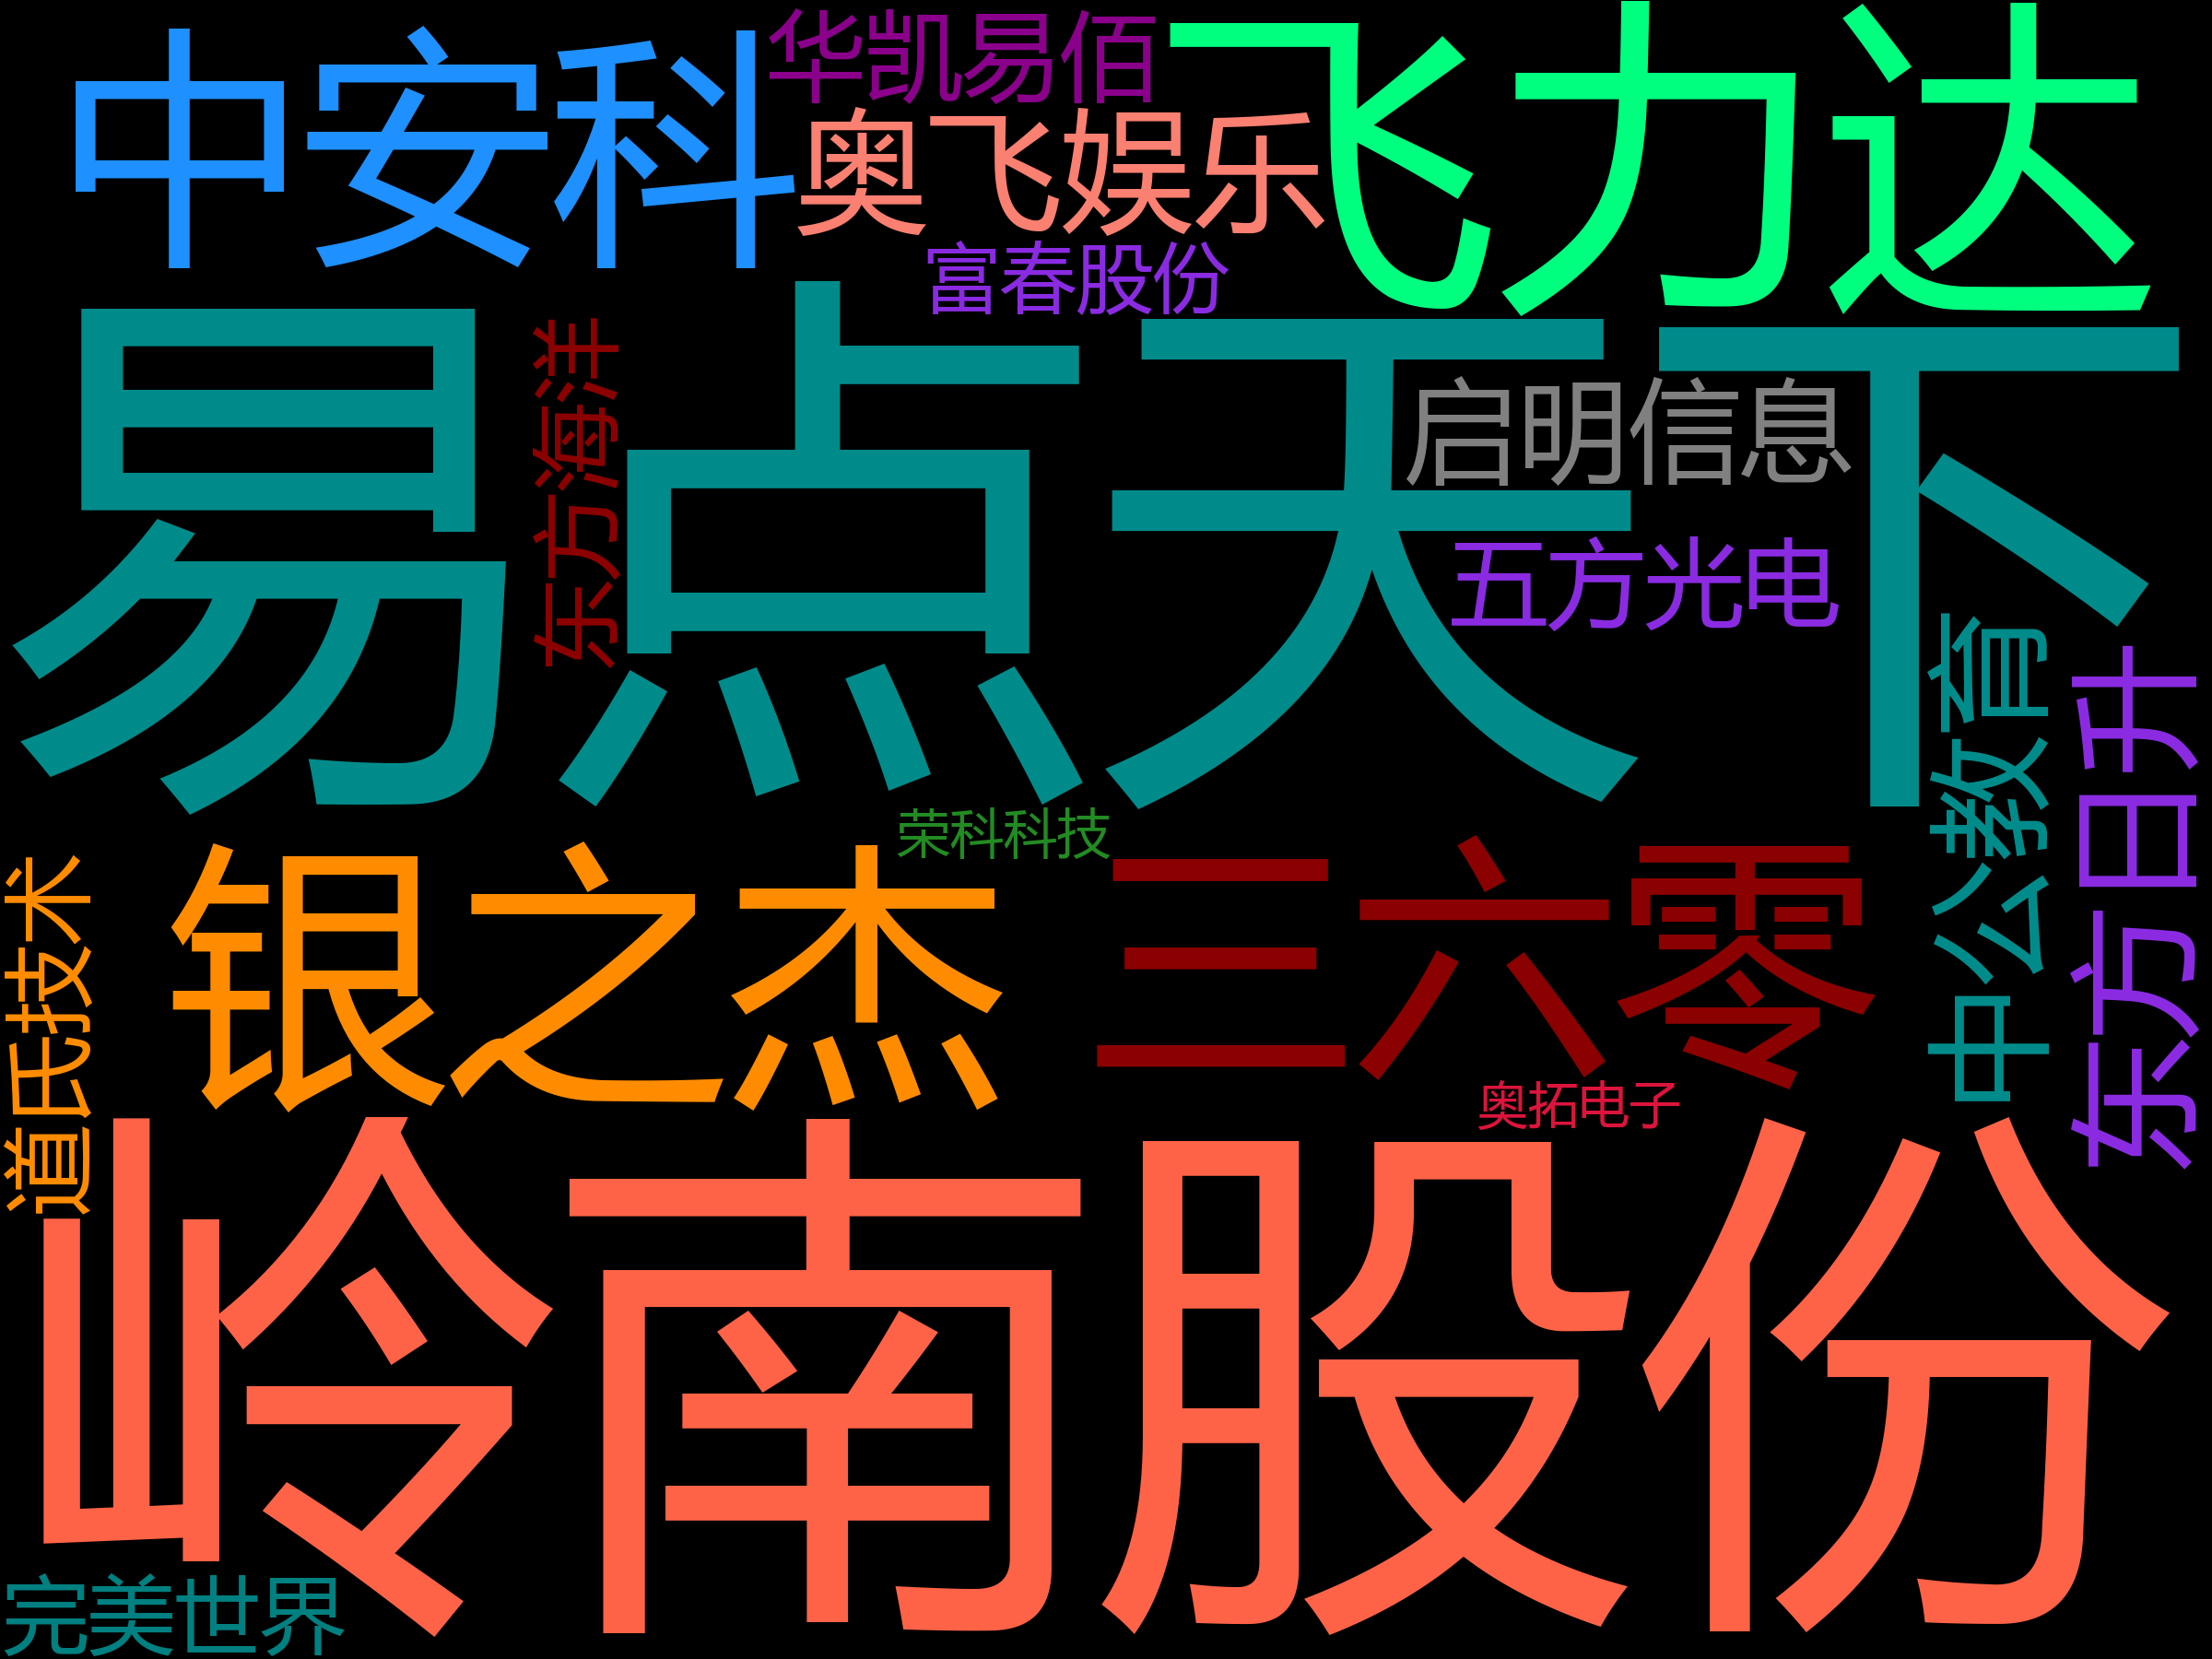 华凯易佰
中安科
飞力达
奥飞娱乐
富春股份
易点天下
东方海洋
启明信息
五方光电
中公教育
东方日升
荣科科技
银之杰
三六零
道氏技术
奥拓电子
岭南股份
完美世界